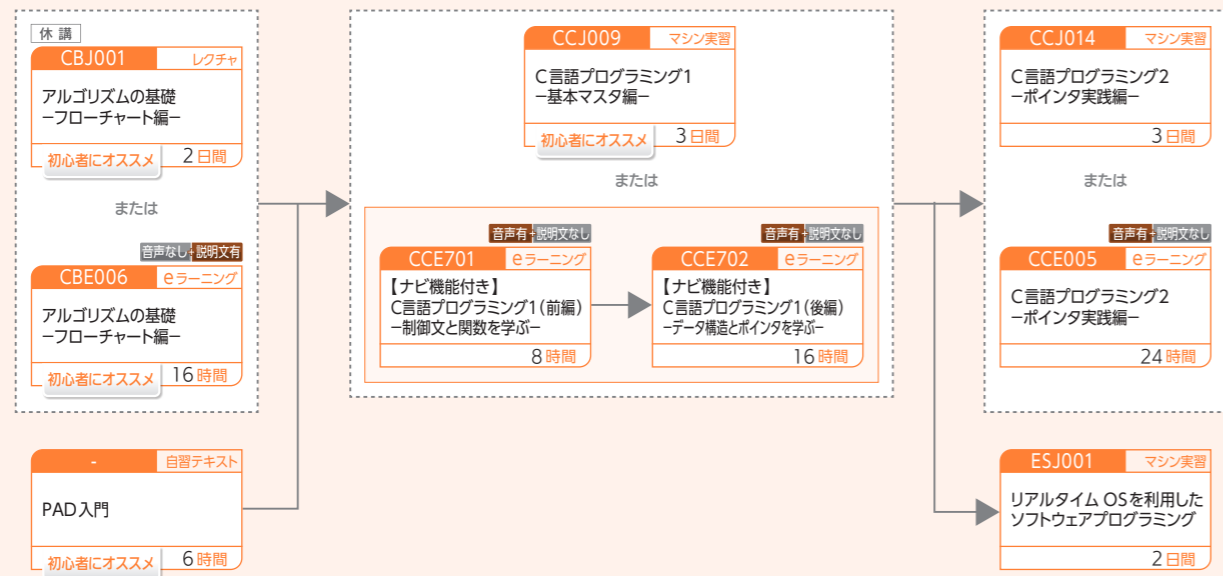 休 講
CBJ001 レクチャ
アルゴリズムの基礎
−フローチャート編−
初心者にオススメ 2日間
または
音声なし+説明文有
CBE006 eラーニング
アルゴリズムの基礎
−フローチャート編−
初心者にオススメ 16時間
- 自習テキスト
PAD入門
初心者にオススメ 6時間
CCJ009 マシン実習
C言語プログラミング1
−基本マスタ編−
初心者にオススメ 3日間
または
音声有+説明文なし
CCE701 eラーニング
【ナビ機能付き】
C言語プログラミング1(前編)
−制御文と関数を学ぶ−
8時間
音声有+説明文なし
CCE702 eラーニング
【ナビ機能付き】
C言語プログラミング1(後編)
−データ構造とポインタを学ぶ−
16時間
CCJ014 マシン実習
C言語プログラミング2
−ポインタ実践編−
3日間
または
音声有+説明文なし
CCE005 eラーニング
C言語プログラミング2
−ポインタ実践編−
24時間
ESJ001 マシン実習
リアルタイム OSを利用した
ソフトウェアプログラミング
2日間